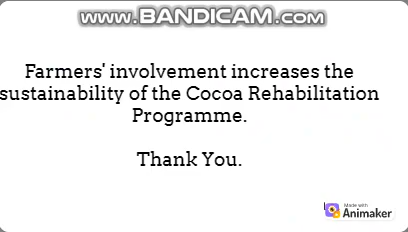 www.BANDICAM.com
Farmers' involvement increases the
sustainability of the Cocoa Rehabilitation
Programme.
Thank You.
Made with
Animaker